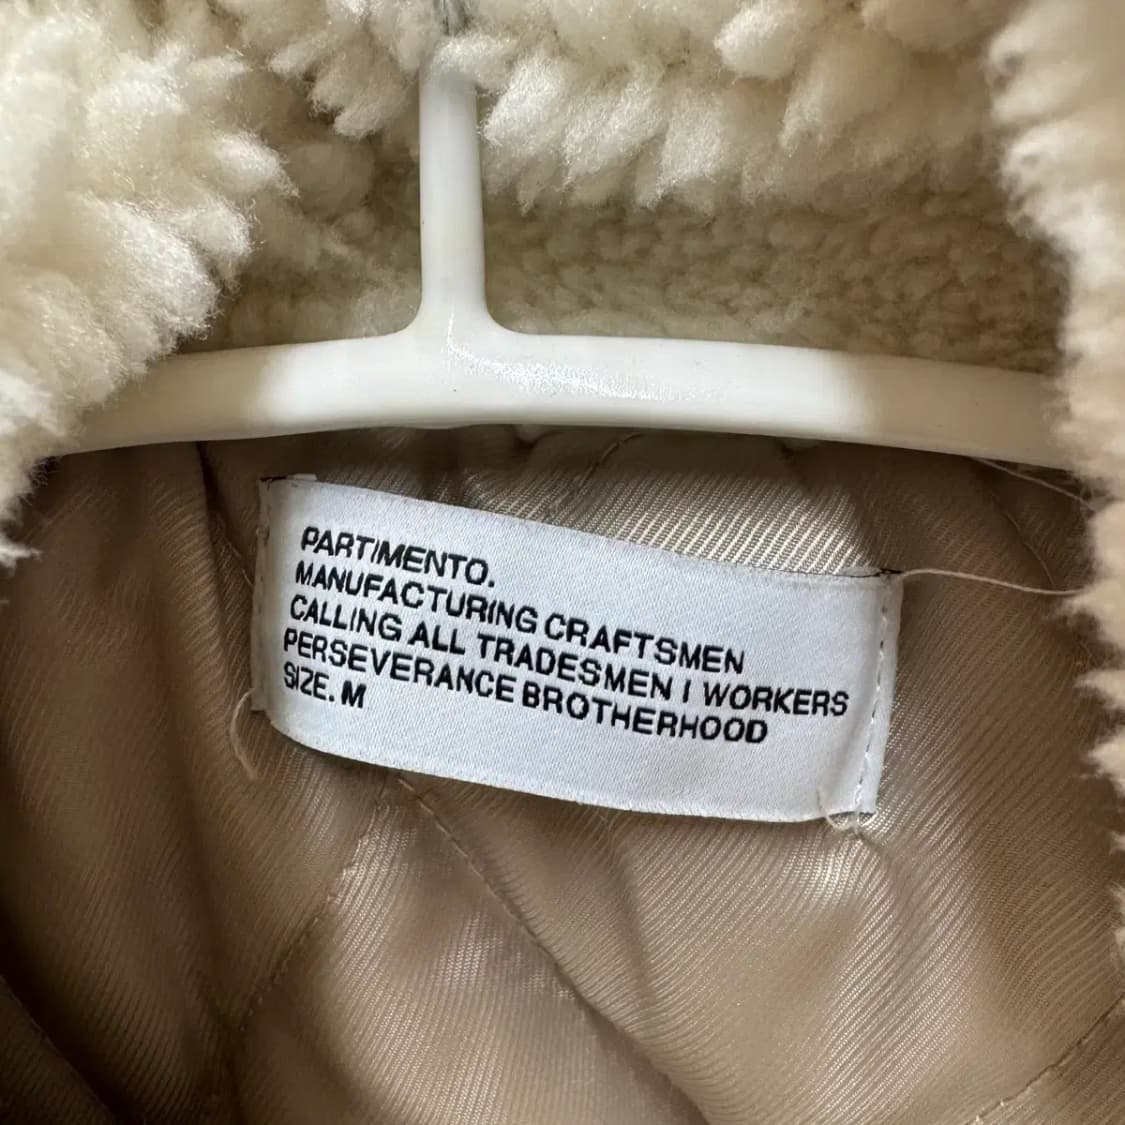 PARTIMENTO.
MANUFACTURING CRAFTSMEN
CALLING ALL TRADESMEN I WORKERS
PERSEVERANCE BROTHERHOOD
SIZE. M